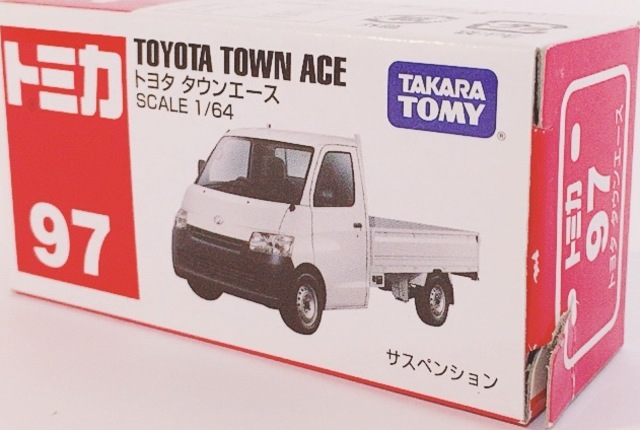 トミカ
97
TOYOTA TOWN ACE
トヨタ タウンエース
SCALE 1/64
TAKARA
TOMY
®
サスペンション
トミカ
97
トヨタ タウンエース